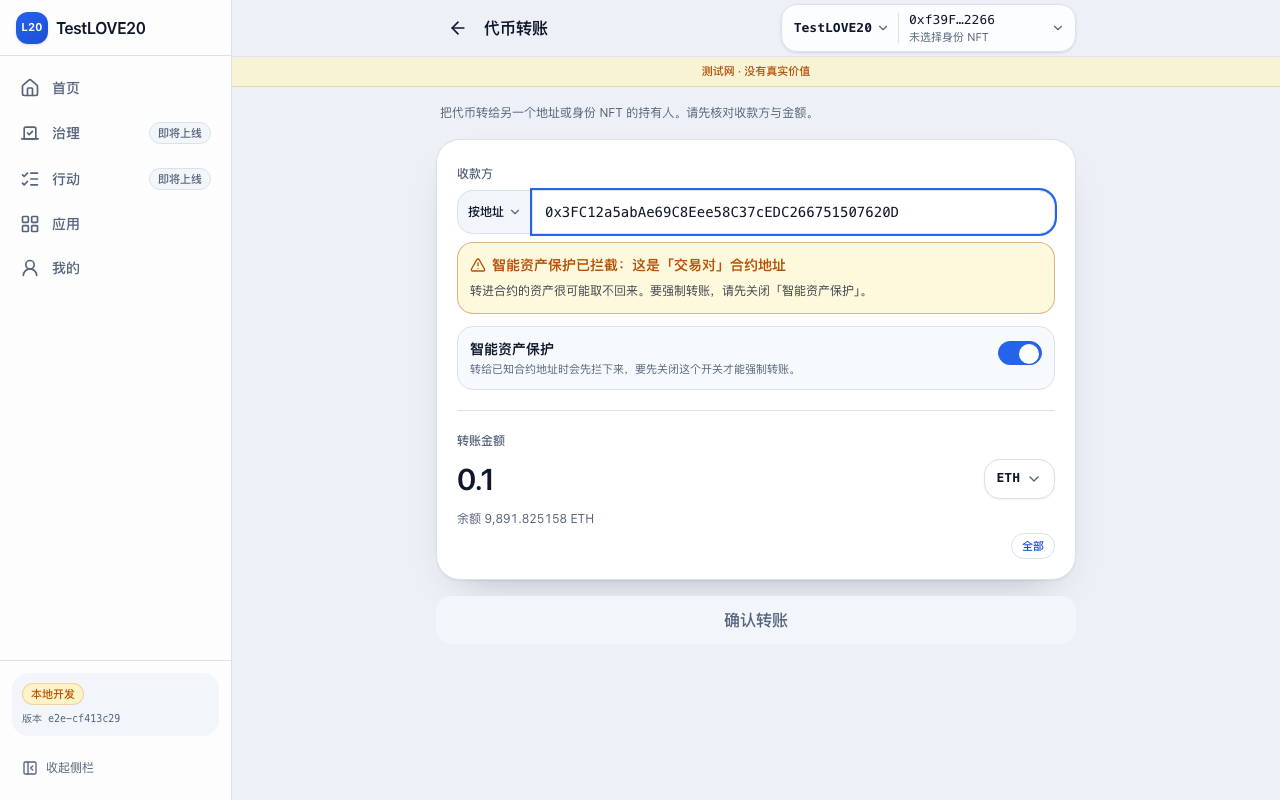 L20 TestLOVE20
首页
治理 即将上线
行动 即将上线
应用
我的
本地开发
版本 e2e-cf413c29
收起侧栏
代币转账
TestLOVE20
0xf39F…2266
未选择身份 NFT
测试网 · 没有真实价值
把代币转给另一个地址或身份 NFT 的持有人。请先核对收款方与金额。
收款方
按地址 0x3FC12a5abAe69C8Eee58C37cEDC266751507620D
智能资产保护已拦截：这是「交易对」合约地址
转进合约的资产很可能取不回来。要强制转账，请先关闭「智能资产保护」。
智能资产保护
转给已知合约地址时会先拦下来，要先关闭这个开关才能强制转账。
转账金额
0.1 ETH
余额 9,891.825158 ETH
全部
确认转账